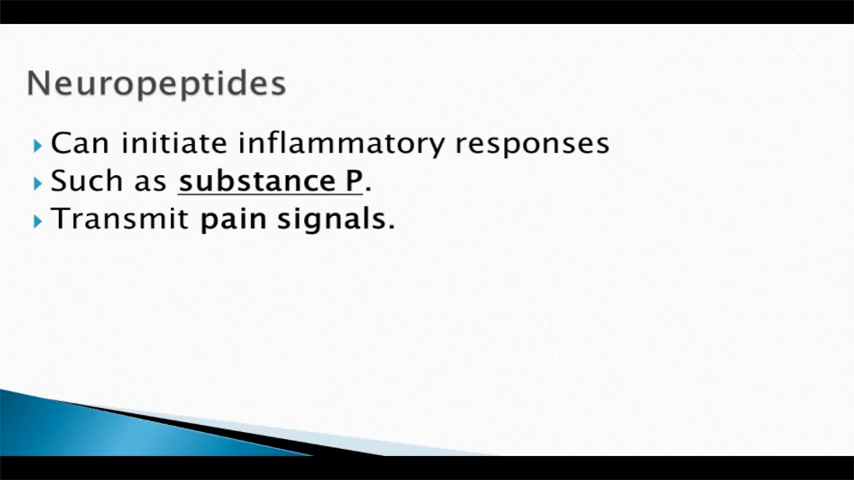 Neuropeptides
Can initiate inflammatory responses
Such as substance P.
Transmit pain signals.